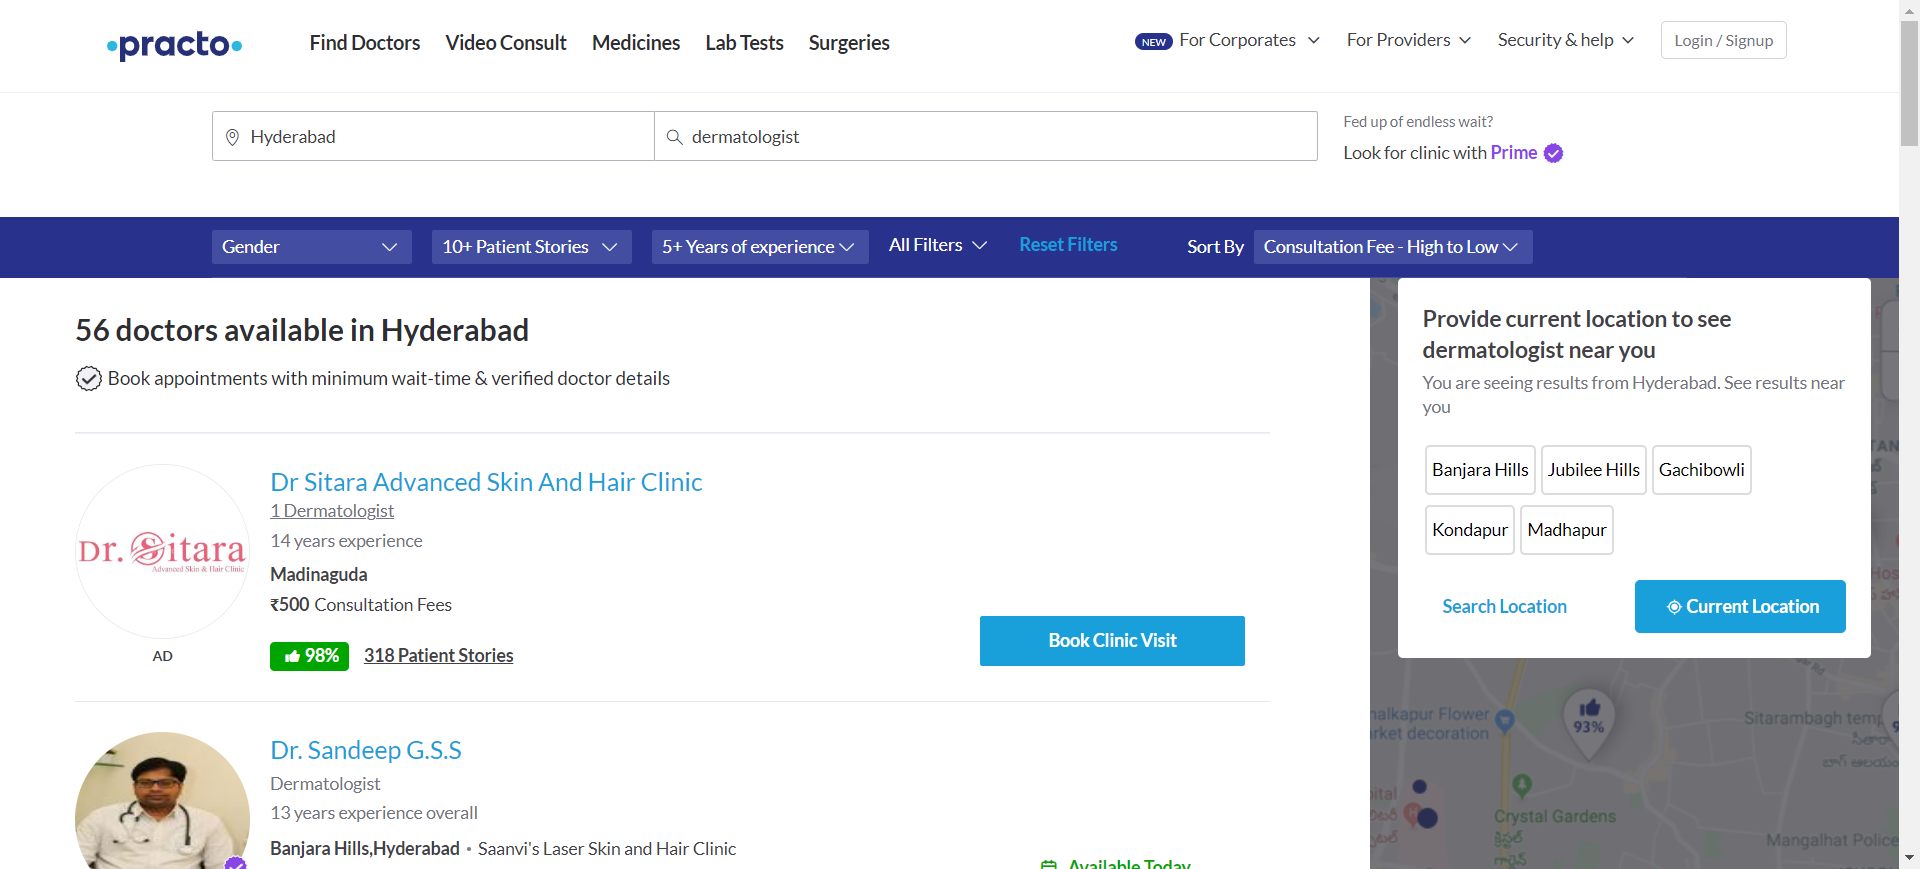 practo
Find Doctors
Video Consult
Medicines
Lab Tests
Surgeries
NEW For Corporates
For Providers
Security & help
Login / Signup
Hyderabad
dermatologist
Fed up of endless wait?
Look for clinic with Prime
Gender
10+ Patient Stories
5+ Years of experience
All Filters
Reset Filters
Sort By
Consultation Fee - High to Low
56 doctors available in Hyderabad
Book appointments with minimum wait-time & verified doctor details
Dr. Sitara
Advanced Skin & Hair Clinic
AD
Dr Sitara Advanced Skin And Hair Clinic
1 Dermatologist
14 years experience
Madinaguda
₹500 Consultation Fees
98%
318 Patient Stories
Book Clinic Visit
Dr. Sandeep G.S.S
Dermatologist
13 years experience overall
Banjara Hills,Hyderabad • Saanvi's Laser Skin and Hair Clinic
Available Today
Provide current location to see
dermatologist near you
You are seeing results from Hyderabad. See results near
you
Banjara Hills
Jubilee Hills
Gachibowli
Kondapur
Madhapur
Search Location
Current Location
Flower
decoration
93%
Sitarambagh
Crystal Gardens
క్రిస్టల్
గార్డెన్
Mangalhat Police